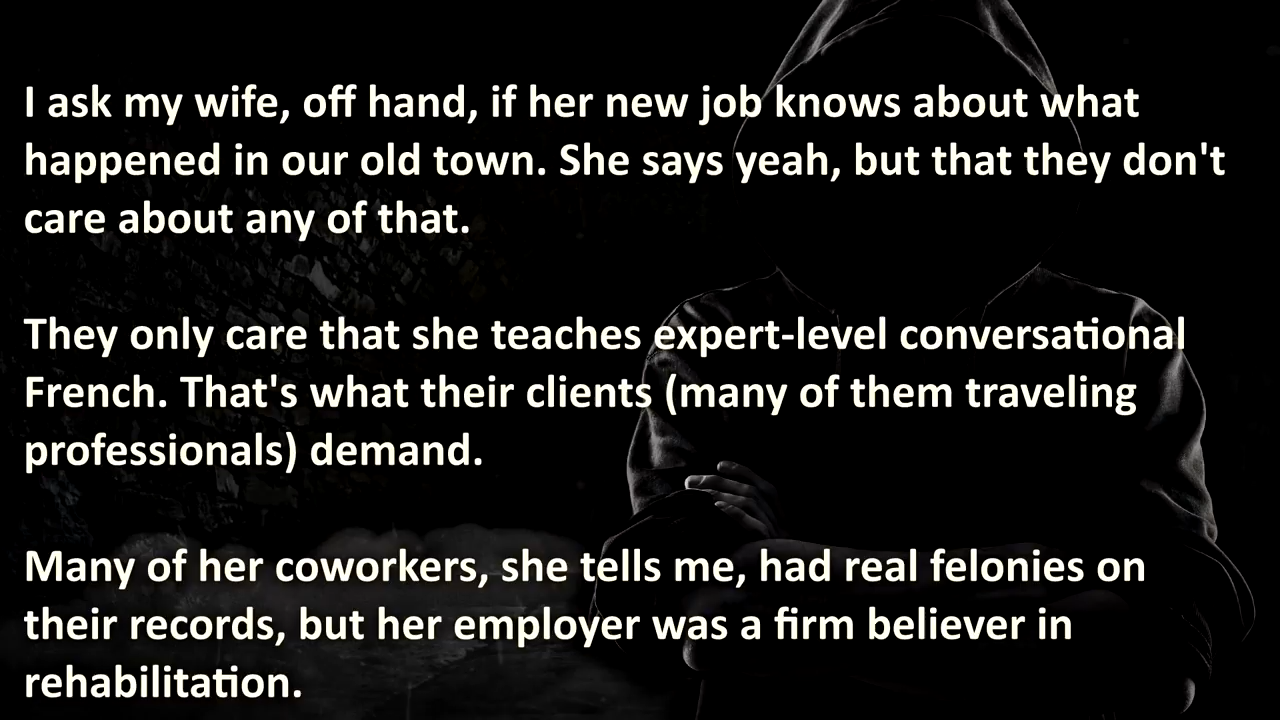 I ask my wife, off hand, if her new job knows about what
happened in our old town. She says yeah, but that they don't
care about any of that.
They only care that she teaches expert-level conversational
French. That's what their clients (many of them traveling
professionals) demand.
Many of her coworkers, she tells me, had real felonies on
their records, but her employer was a firm believer in
rehabilitation.